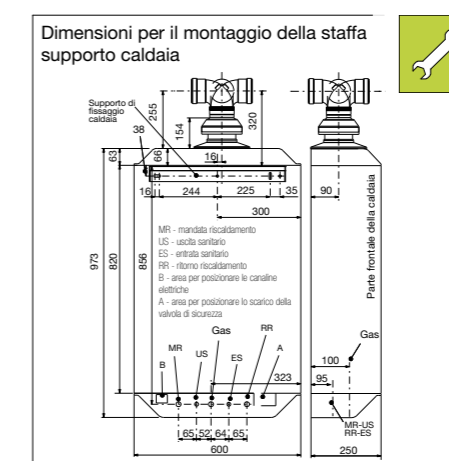 Dimensioni per il montaggio della staffa
supporto caldaia
Supporto di
fissaggio
caldaia
38
255
154
320
63
66
16
16
244
225
35
90
300
973
820
856
MR - mandata riscaldamento
US - uscita sanitario
ES - entrata sanitario
RR - ritorno riscaldamento
B - area per posizionare le canaline
elettriche
A - area per posizionare lo scarico della
valvola di sicurezza
Parte frontale della caldaia
Gas
RR
MR
US
ES
A
B
323
100
Gas
95
65
52
64
65
MR-US
RR-ES
600
250